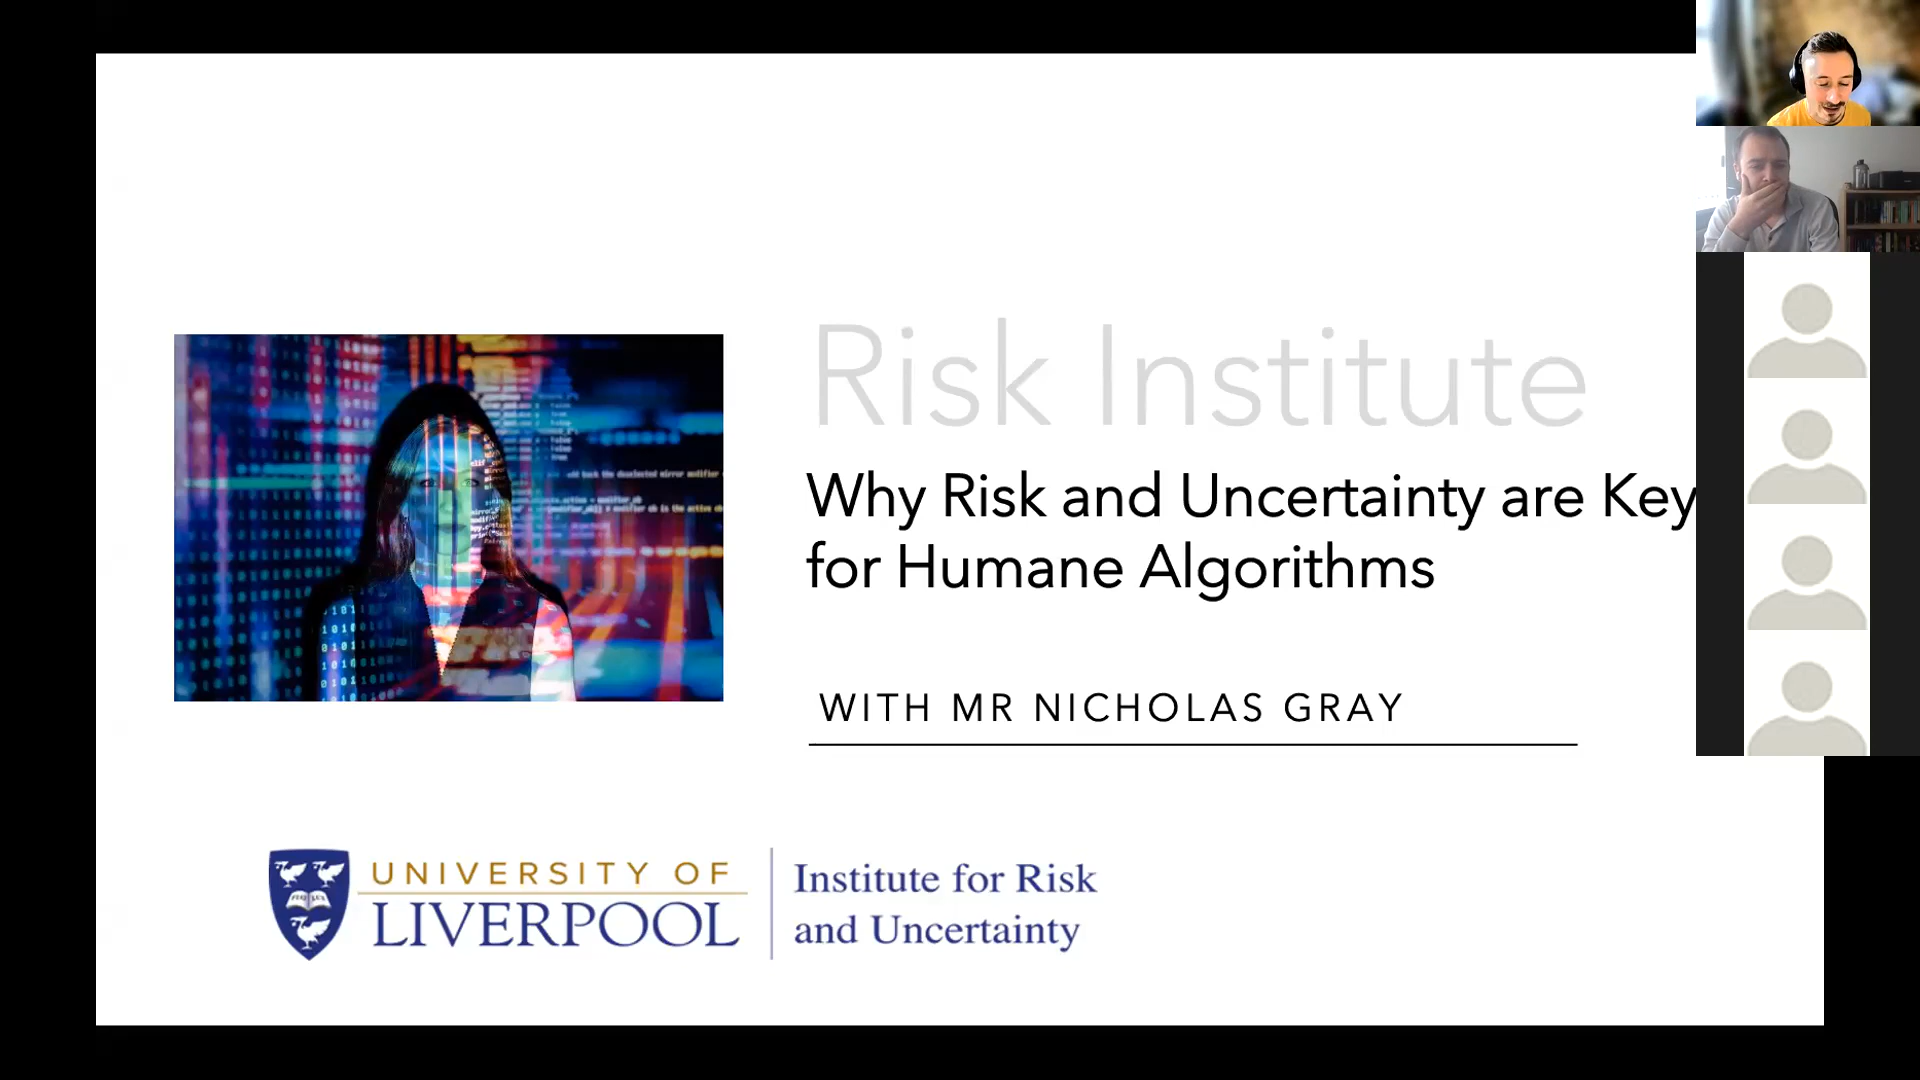 Risk Institute
Why Risk and Uncertainty are Key
for Humane Algorithms
WITH MR NICHOLAS GRAY
UNIVERSITY OF
LIVERPOOL
Institute for Risk
and Uncertainty